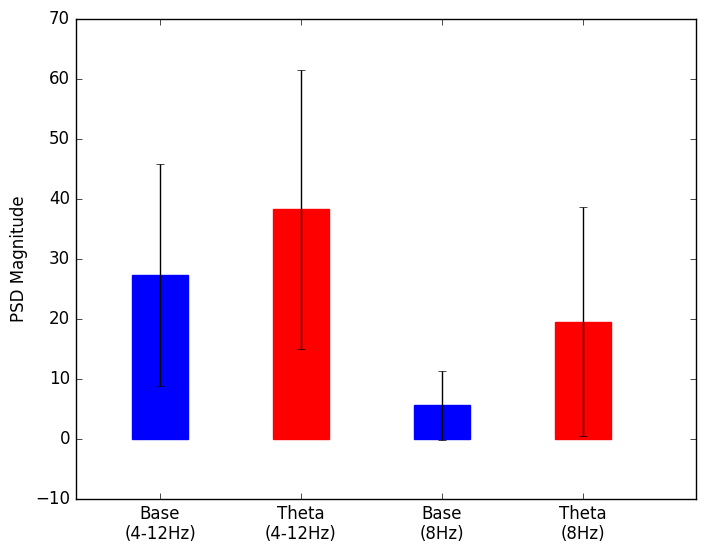 70
60
50
40
30
20
10
0
−10
PSD Magnitude
Base
(4-12Hz)
Theta
(4-12Hz)
Base
(8Hz)
Theta
(8Hz)